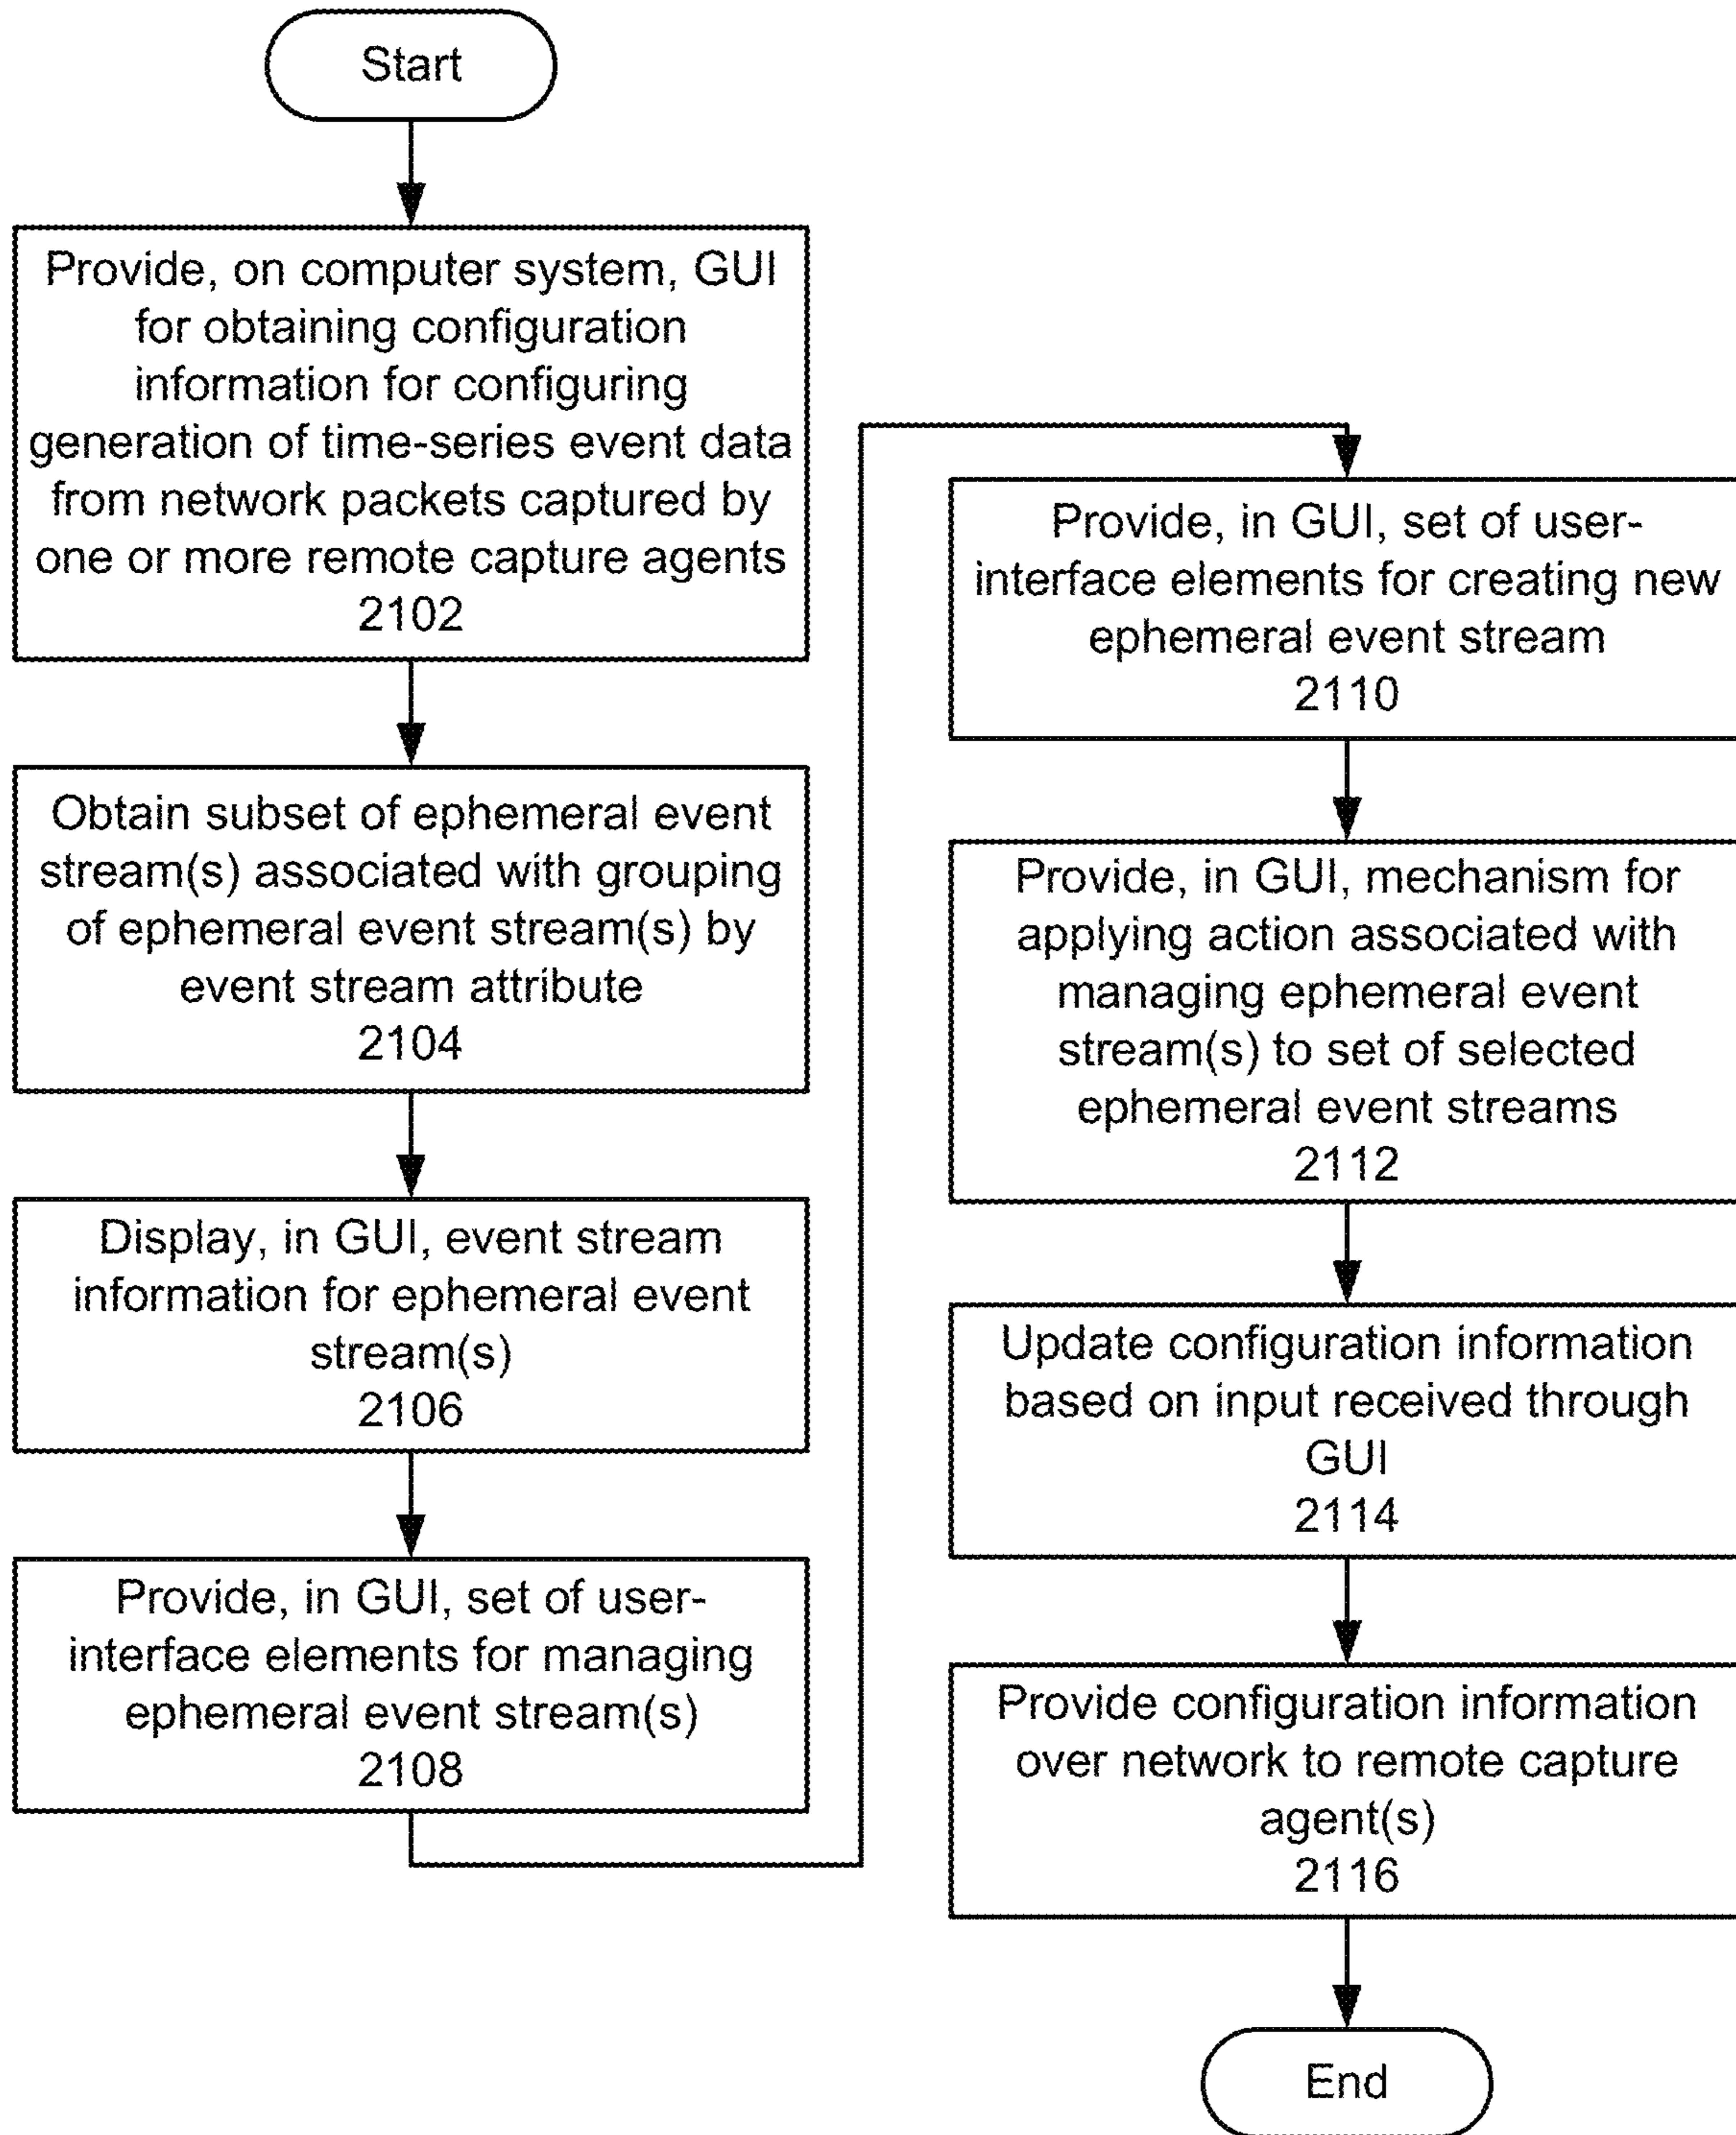 Start
Provide, on computer system, GUI
for obtaining configuration
information for configuring
generation of time-series event data
from network packets captured by
one or more remote capture agents
2102
Obtain subset of ephemeral event
stream(s) associated with grouping
of ephemeral event stream(s) by
event stream attribute
2104
Display, in GUI, event stream
information for ephemeral event
stream(s)
2106
Provide, in GUI, set of user-
interface elements for managing
ephemeral event stream(s)
2108
Provide, in GUI, set of user-
interface elements for creating new
ephemeral event stream
2110
Provide, in GUI, mechanism for
applying action associated with
managing ephemeral event
stream(s) to set of selected
ephemeral event streams
2112
Update configuration information
based on input received through
GUI
2114
Provide configuration information
over network to remote capture
agent(s)
2116
End